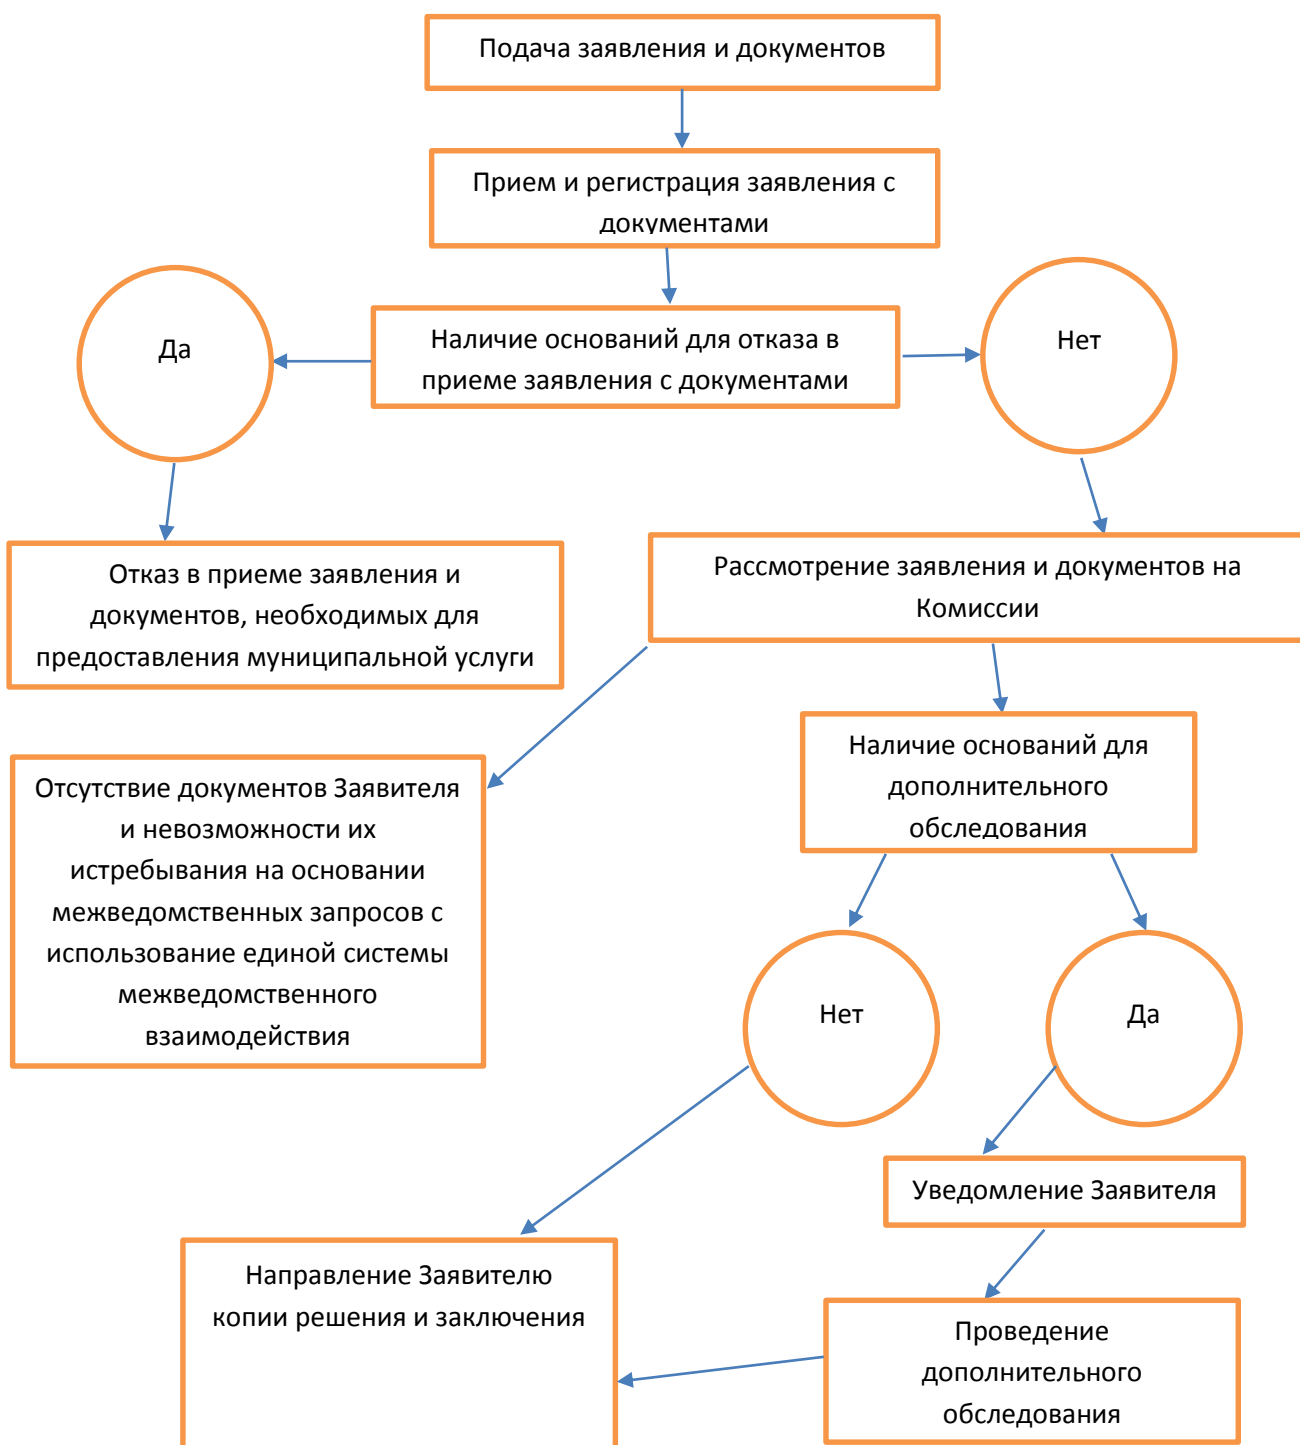 Подача заявления и документов
Прием и регистрация заявления с
документами
Да
Наличие оснований для отказа в
приеме заявления с документами
Нет
Отказ в приеме заявления и
документов, необходимых для
предоставления муниципальной услуги
Рассмотрение заявления и документов на
Комиссии
Отсутствие документов Заявителя
и невозможности их
истребывания на основании
межведомственных запросов с
использование единой системы
межведомственного
взаимодействия
Наличие оснований для
дополнительного
обследования
Нет
Да
Уведомление Заявителя
Направление Заявителю
копии решения и заключения
Проведение
дополнительного
обследования